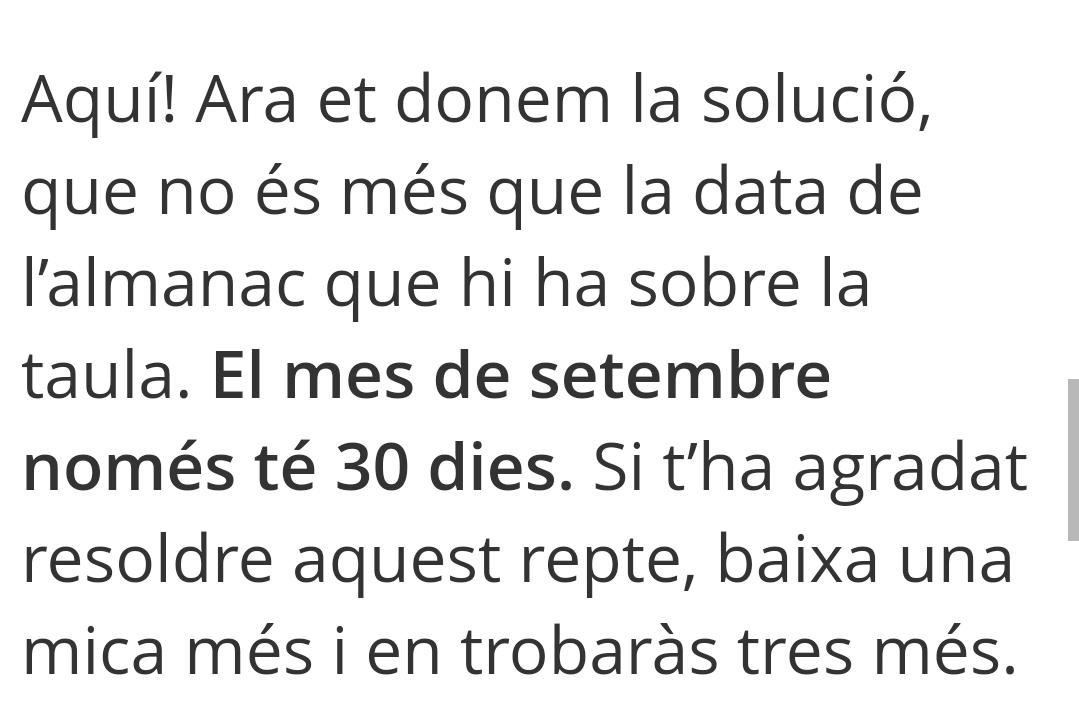 Aquí! Ara et donem la solució,
que no és més que la data de
l’almanac que hi ha sobre la
taula. El mes de setembre
només té 30 dies. Si t’ha agradat
resoldre aquest repte, baixa una
mica més i en trobaràs tres més.